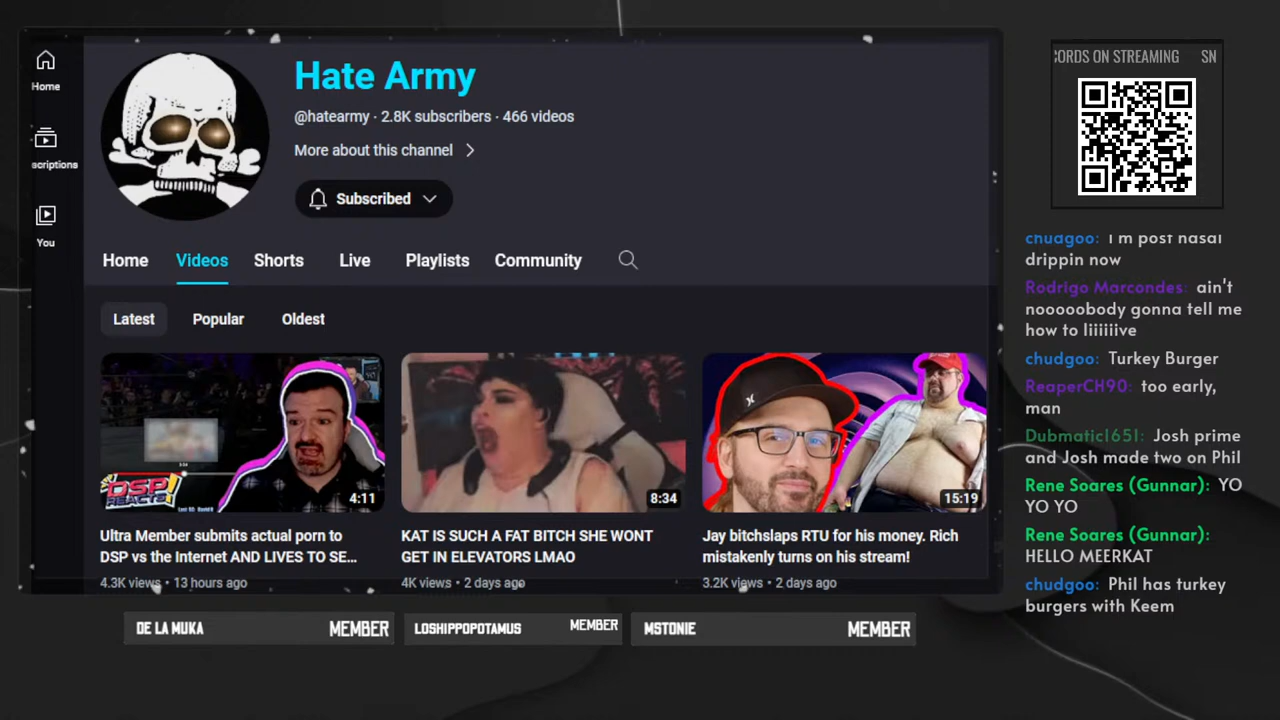 Home
scriptions
You
Hate Army
@hatearmy · 2.8K subscribers · 466 videos
More about this channel
Subscribed
Home Videos Shorts Live Playlists Community
Latest Popular Oldest
DSP
REACTS!
4:11
8:34
15:19
Ultra Member submits actual porn to
DSP vs the Internet AND LIVES TO SE...
4.3K views • 13 hours ago
KAT IS SUCH A FAT BITCH SHE WONT
GET IN ELEVATORS LMAO
4K views • 2 days ago
Jay bitchslaps RTU for his money. Rich
mistakenly turns on his stream!
3.2K views • 2 days ago
DE LA MUKA MEMBER
LOSHIPPOPOTAMUS MEMBER
MSTONIE MEMBER
CORDS ON STREAMING SN
chudgoo: I'm post nasal
drippin now
Rodrigo Marcondes: ain't
nooooobody gonna tell me
how to liiiiiive
chudgoo: Turkey Burger
ReaperCH90: too early,
man
Dubmatic1651: Josh prime
and Josh made two on Phil
Rene Soares (Gunnar): YO
YO YO
Rene Soares (Gunnar):
HELLO MEERKAT
chudgoo: Phil has turkey
burgers with Keem